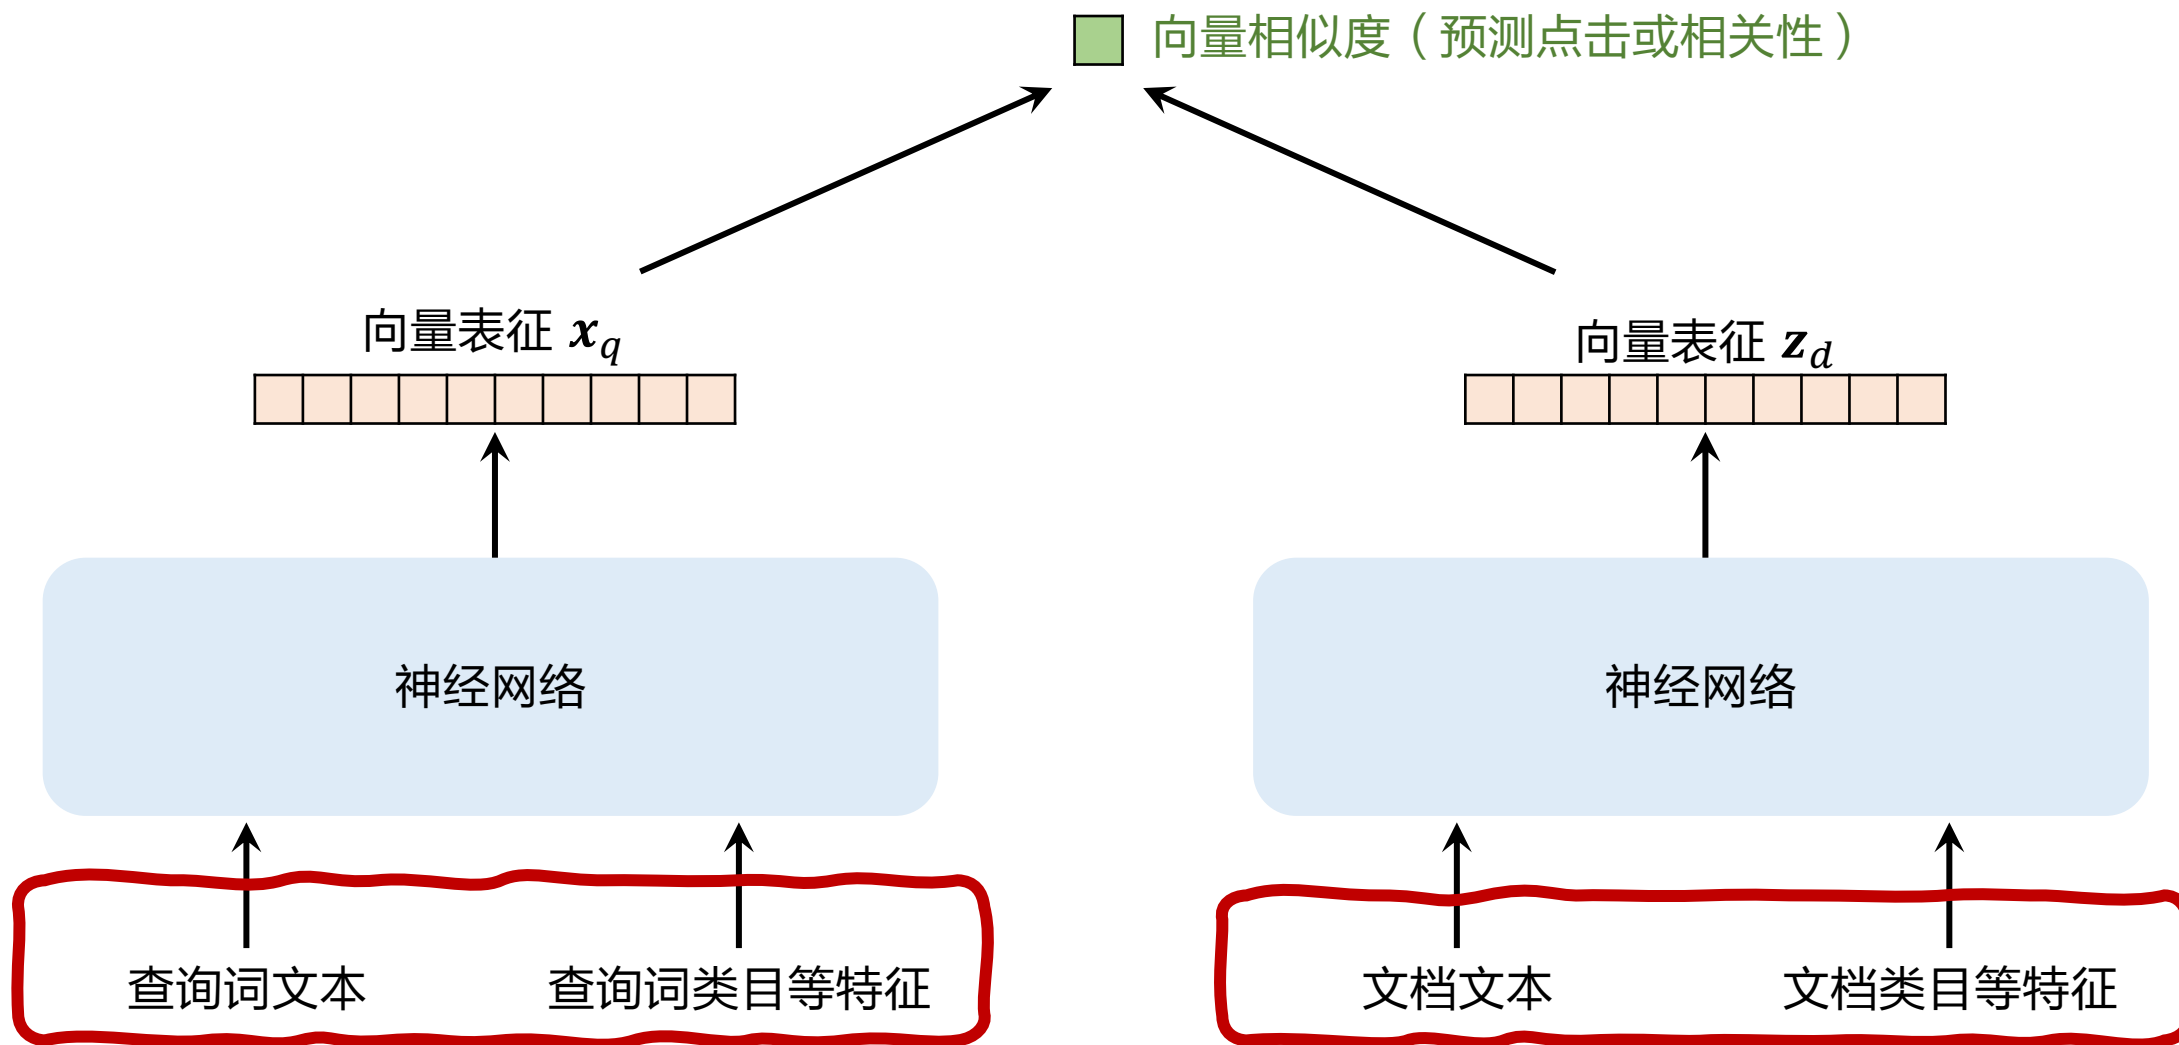 向量相似度（预测点击或相关性）
向量表征 x_q
向量表征 z_d
神经网络
神经网络
查询词文本
查询词类目等特征
文档文本
文档类目等特征